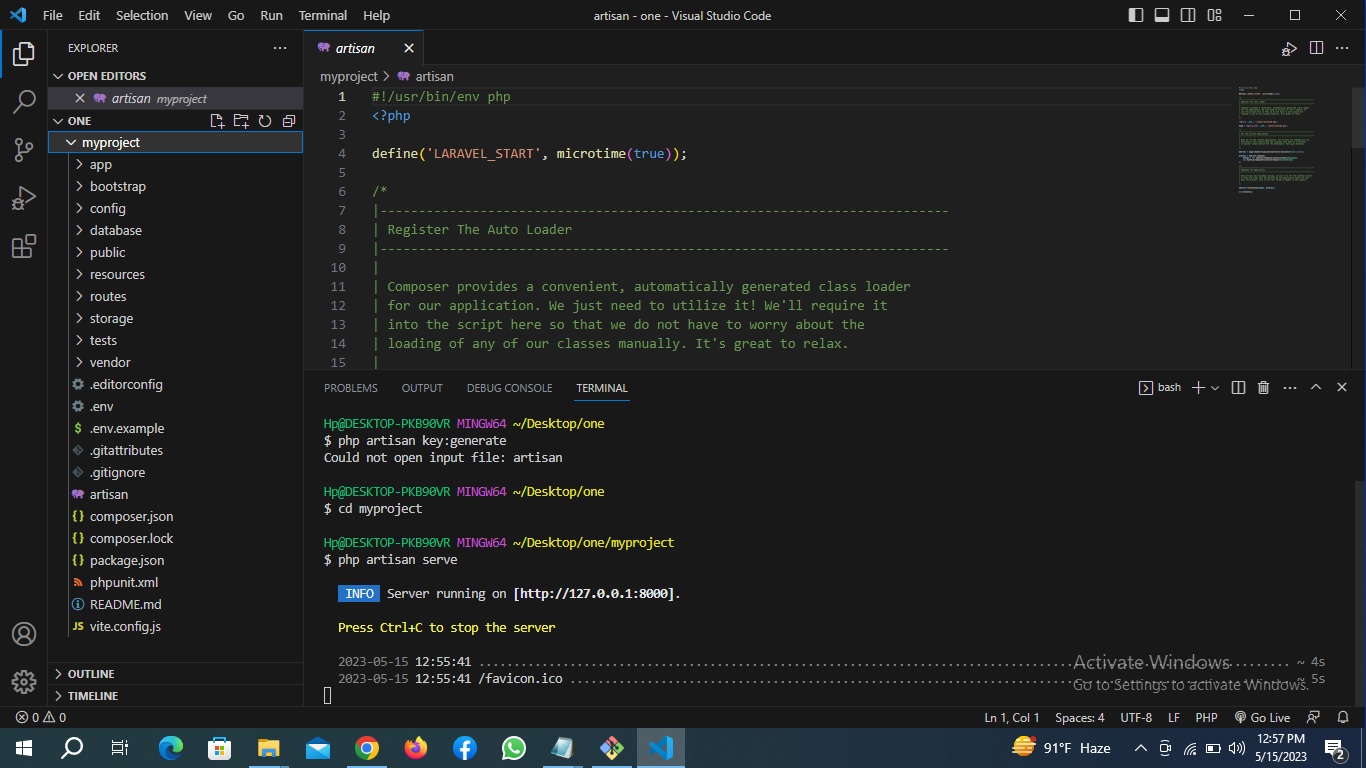 File Edit Selection View Go Run Terminal Help
artisan - one - Visual Studio Code
EXPLORER
OPEN EDITORS
artisan myproject
ONE
myproject
app
bootstrap
config
database
public
resources
routes
storage
tests
vendor
.editorconfig
.env
.env.example
.gitattributes
.gitignore
artisan
composer.json
composer.lock
package.json
phpunit.xml
README.md
vite.config.js
OUTLINE
TIMELINE
artisan
myproject > artisan
1 #!/usr/bin/env php
2 <?php
3
4 define('LARAVEL_START', microtime(true));
5
6 /*
7 |--------------------------------------------------------------------------
8 | Register The Auto Loader
9 |--------------------------------------------------------------------------
10 |
11 | Composer provides a convenient, automatically generated class loader
12 | for our application. We just need to utilize it! We'll require it
13 | into the script here so that we do not have to worry about the
14 | loading of any of our classes manually. It's great to relax.
15 |
PROBLEMS OUTPUT DEBUG CONSOLE TERMINAL
bash
Hp@DESKTOP-PKB90VR MINGW64 ~/Desktop/one
$ php artisan key:generate
Could not open input file: artisan
Hp@DESKTOP-PKB90VR MINGW64 ~/Desktop/one
$ cd myproject
Hp@DESKTOP-PKB90VR MINGW64 ~/Desktop/one/myproject
$ php artisan serve
INFO Server running on [http://127.0.0.1:8000].
Press Ctrl+C to stop the server
2023-05-15 12:55:41 ........................................................................................................ ~ 4s
2023-05-15 12:55:41 /favicon.ico ............................................................................................ ~ 5s
Activate Windows
Go to Settings to activate Windows.
0 0
Ln 1, Col 1 Spaces: 4 UTF-8 LF PHP Go Live
91°F Haze
12:57 PM
5/15/2023
2